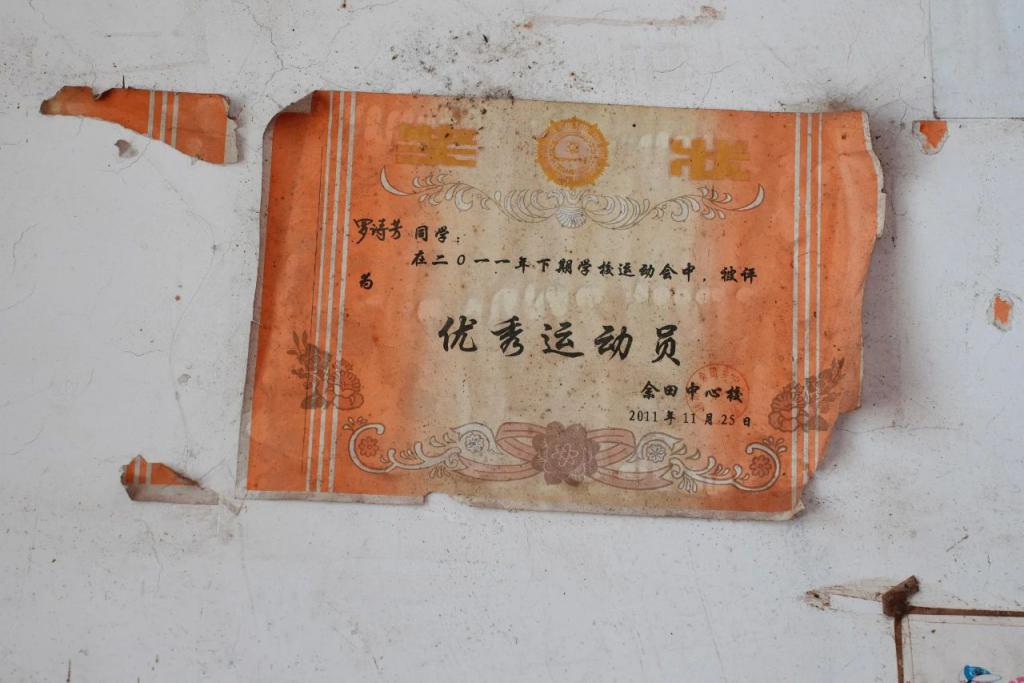 奖 状
罗诗芳 同学：
在二0一一年下期学校运动会中，被评
为
优秀运动员
余田中心校
2011年11月25日